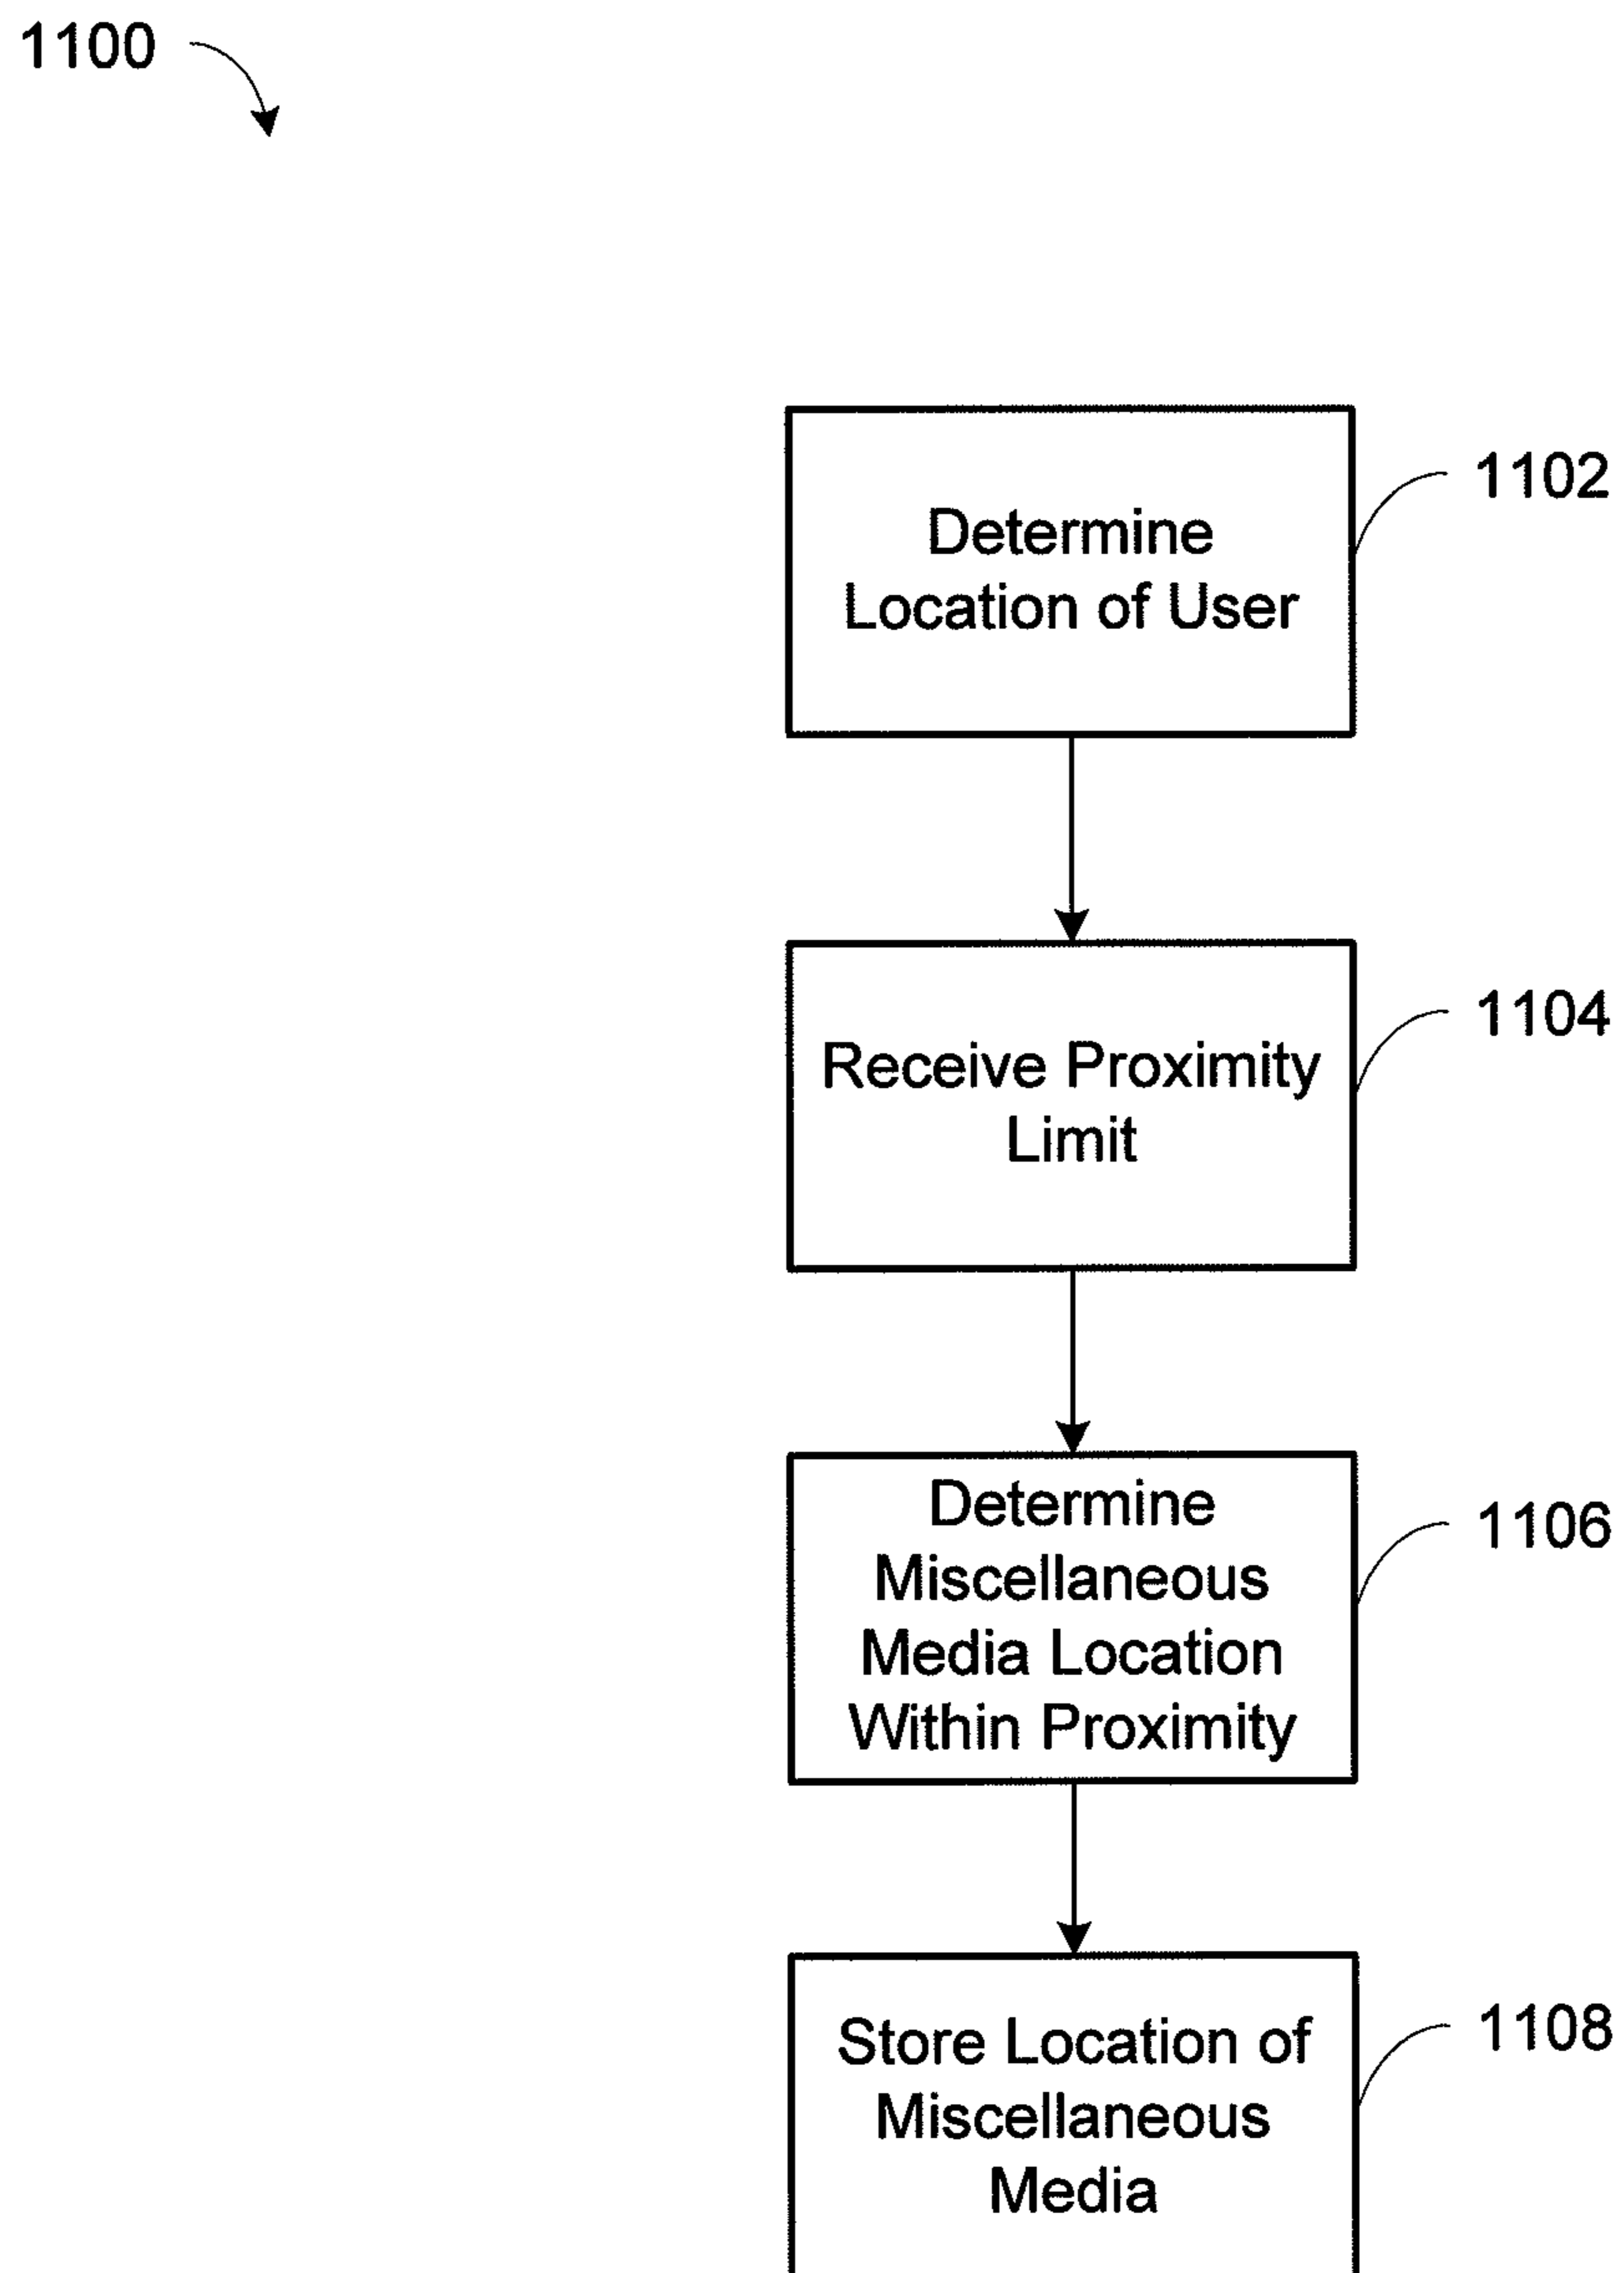 1100
1102
Determine
Location of User
1104
Receive Proximity
Limit
1106
Determine
Miscellaneous
Media Location
Within Proximity
1108
Store Location of
Miscellaneous
Media